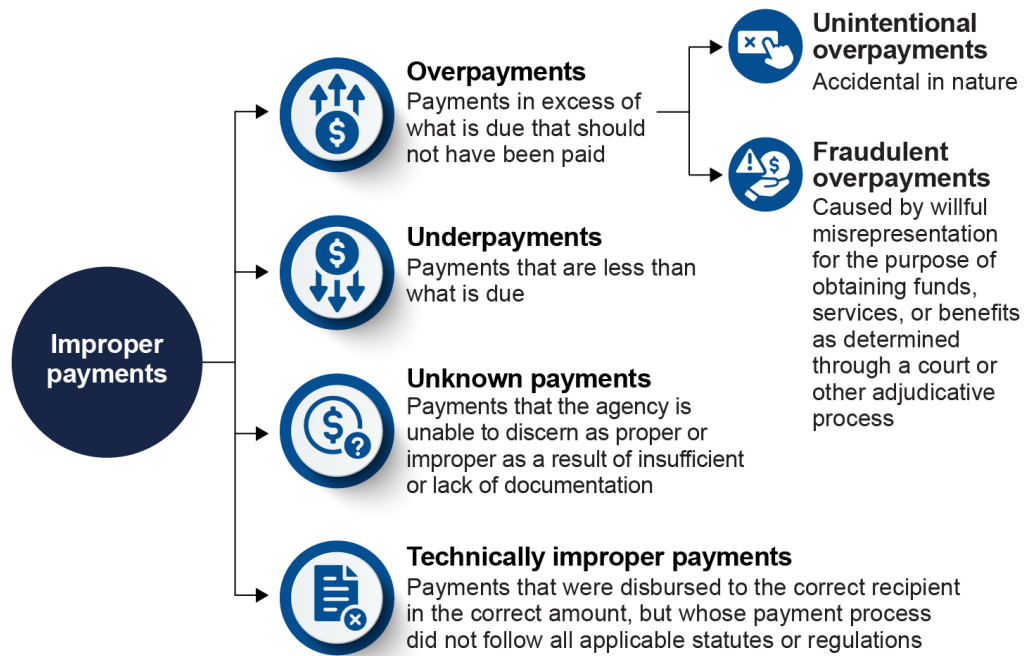 Improper
payments
Overpayments
Payments in excess of
what is due that should
not have been paid
Unintentional
overpayments
Accidental in nature
Fraudulent
overpayments
Caused by willful
misrepresentation
for the purpose of
obtaining funds,
services, or benefits
as determined
through a court or
other adjudicative
process
Underpayments
Payments that are less than
what is due
Unknown payments
Payments that the agency is
unable to discern as proper or
improper as a result of insufficient
or lack of documentation
Technically improper payments
Payments that were disbursed to the correct recipient
in the correct amount, but whose payment process
did not follow all applicable statutes or regulations